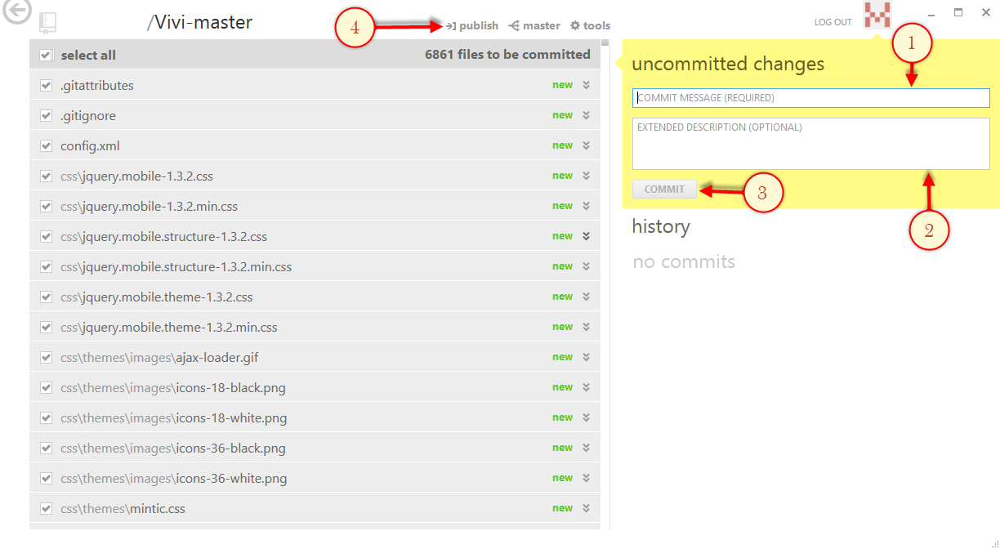 /Vivi-master
4
publish master tools
LOG OUT
select all 6861 files to be committed
.gitattributes new
.gitignore new
config.xml new
css\jquery.mobile-1.3.2.css new
css\jquery.mobile-1.3.2.min.css new
css\jquery.mobile.structure-1.3.2.css new
css\jquery.mobile.structure-1.3.2.min.css new
css\jquery.mobile.theme-1.3.2.css new
css\jquery.mobile.theme-1.3.2.min.css new
css\themes\images\ajax-loader.gif new
css\themes\images\icons-18-black.png new
css\themes\images\icons-18-white.png new
css\themes\images\icons-36-black.png new
css\themes\images\icons-36-white.png new
css\themes\mintic.css new
1
uncommitted changes
COMMIT MESSAGE (REQUIRED)
EXTENDED DESCRIPTION (OPTIONAL)
COMMIT
3
2
history
no commits